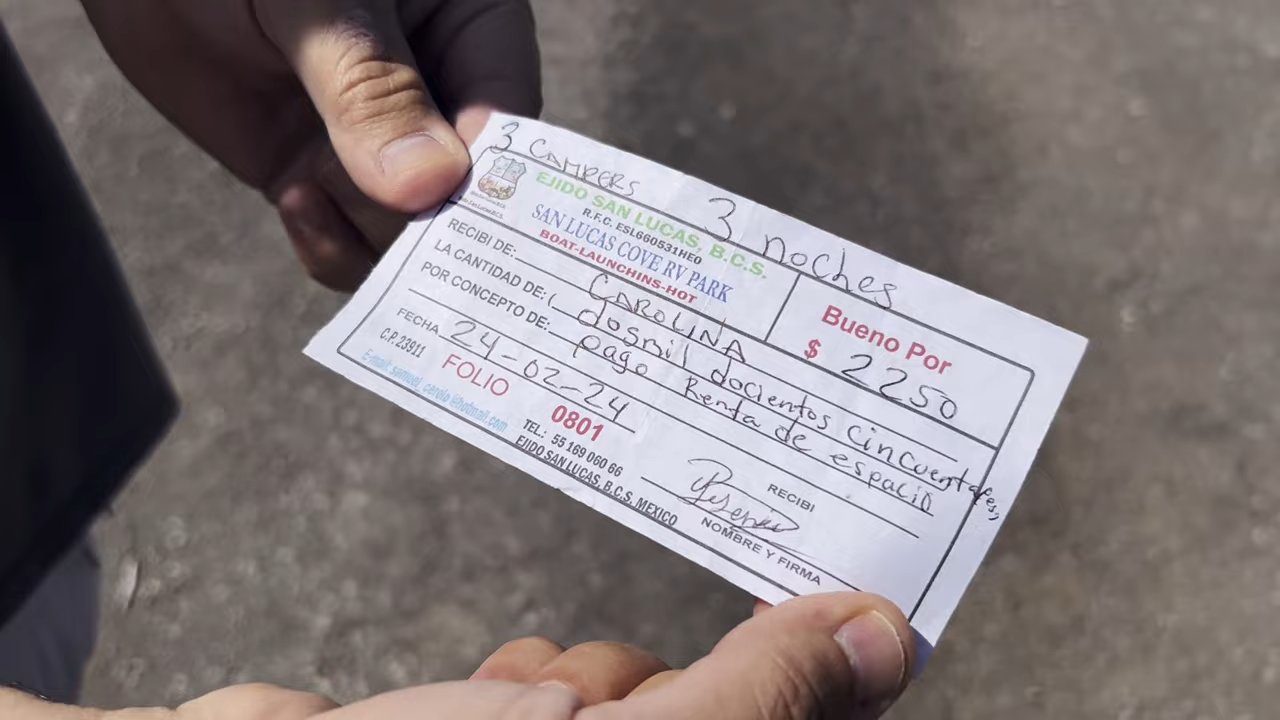 3 CAMPERS 3 noches
EJIDO SAN LUCAS, B.C.S.
R.F.C. ESL660531HE0
SAN LUCAS COVE RV PARK
BOAT-LAUNCHINS-HOT
Bueno Por
$ 2250
RECIBI DE: CAROLINA
LA CANTIDAD DE: ( dosmil docientos cincuenta
POR CONCEPTO DE: pago Renta de espacio
FECHA 24-02-24
C.P. 23911
FOLIO 0801
TEL.: 55 169 060 66
EJIDO SAN LUCAS, B.C.S. MEXICO
RECIBI
NOMBRE Y FIRMA